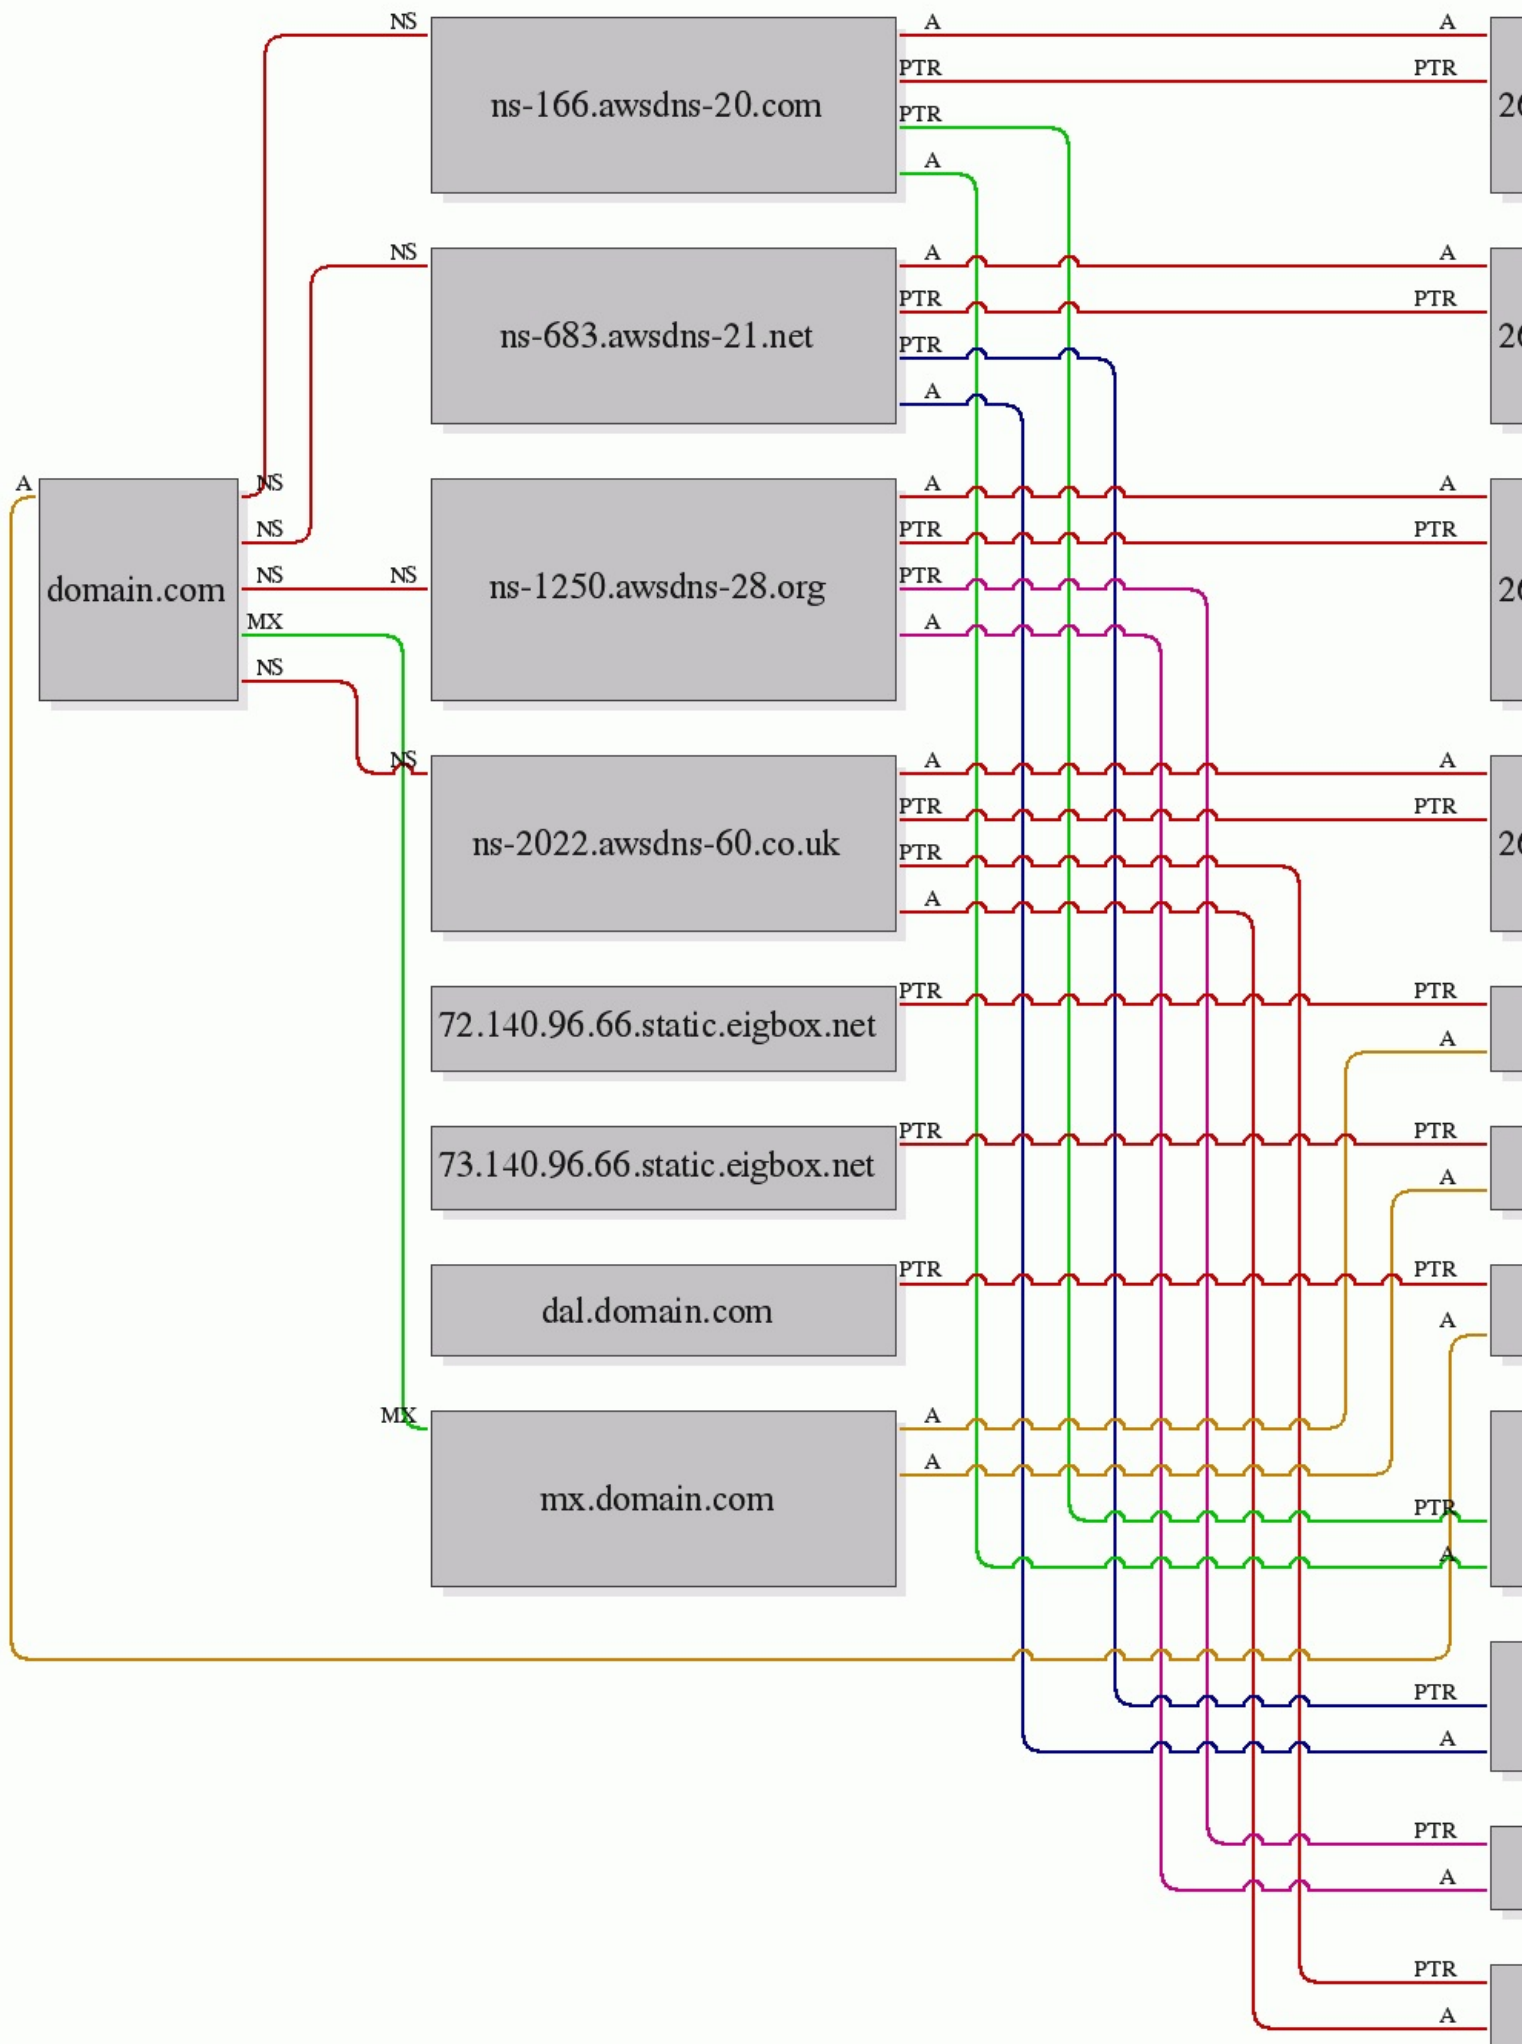 NS
A
A
PTR
PTR
ns-166.awsdns-20.com
PTR
A
NS
A
A
PTR
PTR
ns-683.awsdns-21.net
PTR
A
A
NS
A
A
NS
PTR
PTR
domain.com
NS
NS
ns-1250.awsdns-28.org
PTR
MX
A
NS
NS
A
A
PTR
PTR
ns-2022.awsdns-60.co.uk
PTR
A
PTR
PTR
72.140.96.66.static.eigbox.net
A
PTR
PTR
73.140.96.66.static.eigbox.net
A
PTR
PTR
dal.domain.com
A
MX
A
A
mx.domain.com
PTR
A
PTR
A
PTR
A
PTR
A